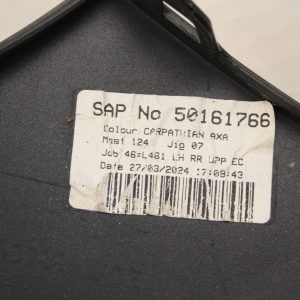 SAP No 50161766
Colour CARPATHIAN AXA
Mnst 124 Jig 07
Job 46=L461 LH RR UPP EC
Date 27/03/2024 17:09:43